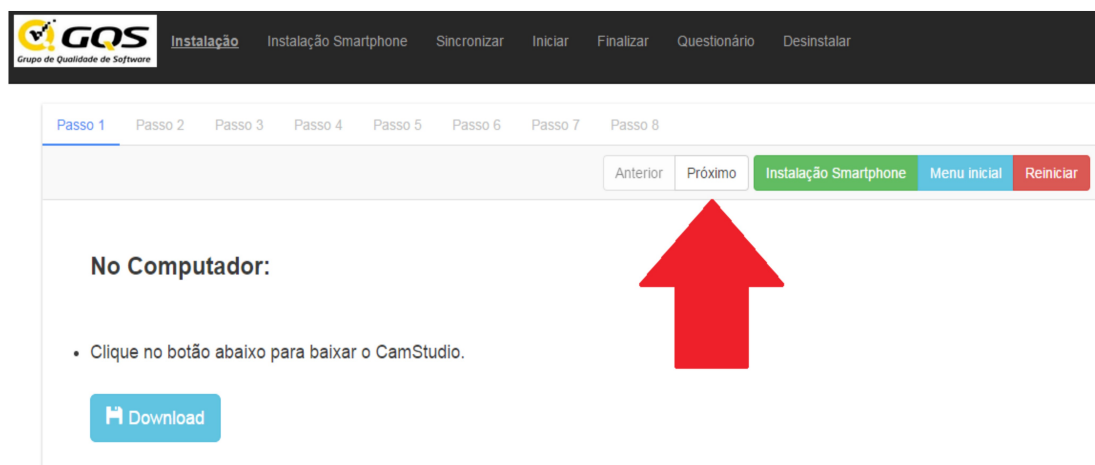 GQS
Grupo de Qualidade de Software
Instalação Instalação Smartphone Sincronizar Iniciar Finalizar Questionário Desinstalar
Passo 1 Passo 2 Passo 3 Passo 4 Passo 5 Passo 6 Passo 7 Passo 8
Anterior Próximo Instalação Smartphone Menu inicial Reiniciar
No Computador:
• Clique no botão abaixo para baixar o CamStudio.
Download